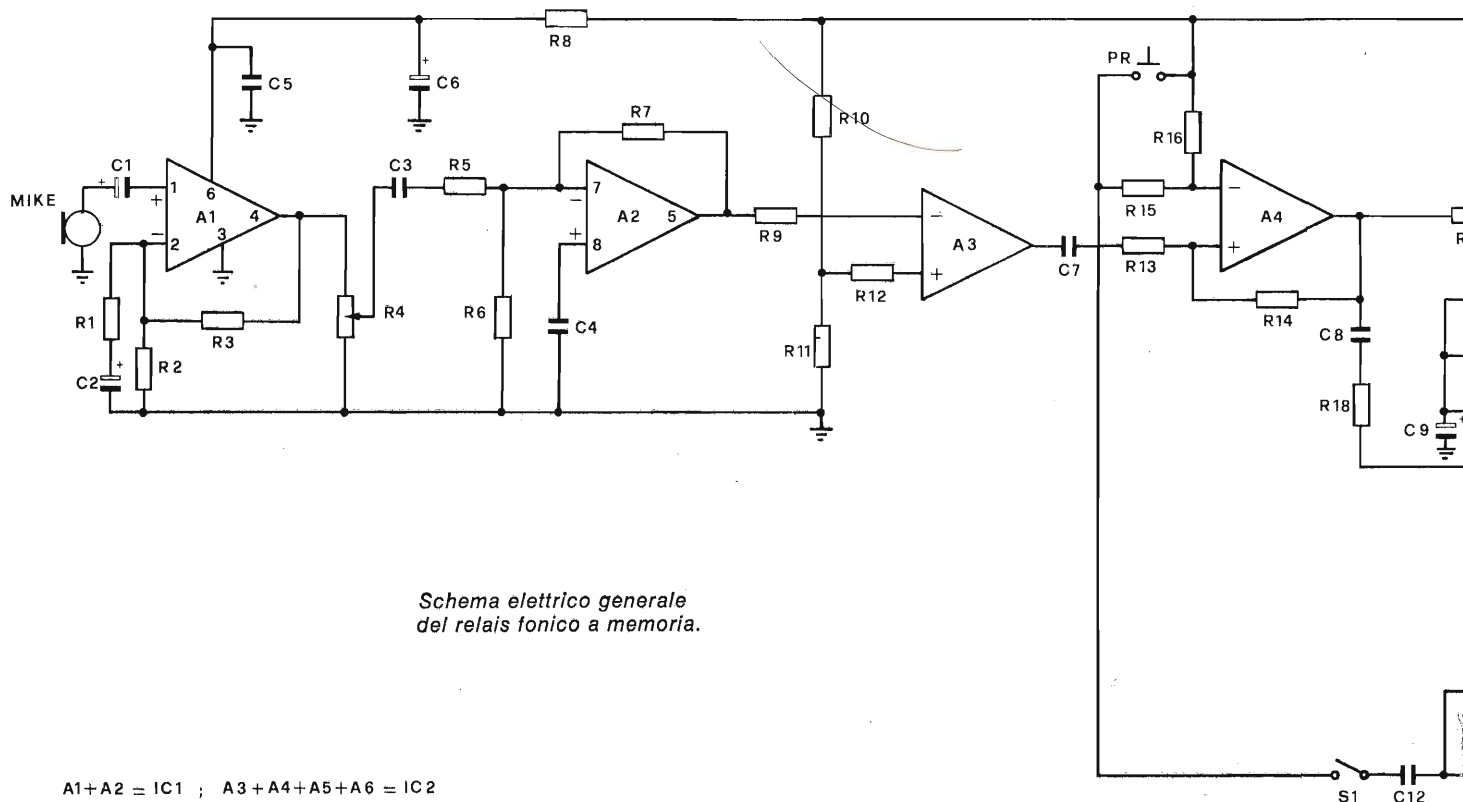 R8
PR
C5
C6
R7
R10
R16
C1
C3
R5
MIKE
1
+
6
A1
4
3
−
2
7
−
A2
5
+
8
R9
−
A3
+
R15
−
A4
+
R
C7
R13
R12
R14
R1
R3
R4
R6
C4
R11
C8
R2
C2
+
R18
C9
+
Schema elettrico generale
del relais fonico a memoria.
A1+A2 = IC1 ; A3+A4+A5+A6 = IC2
S1
C12